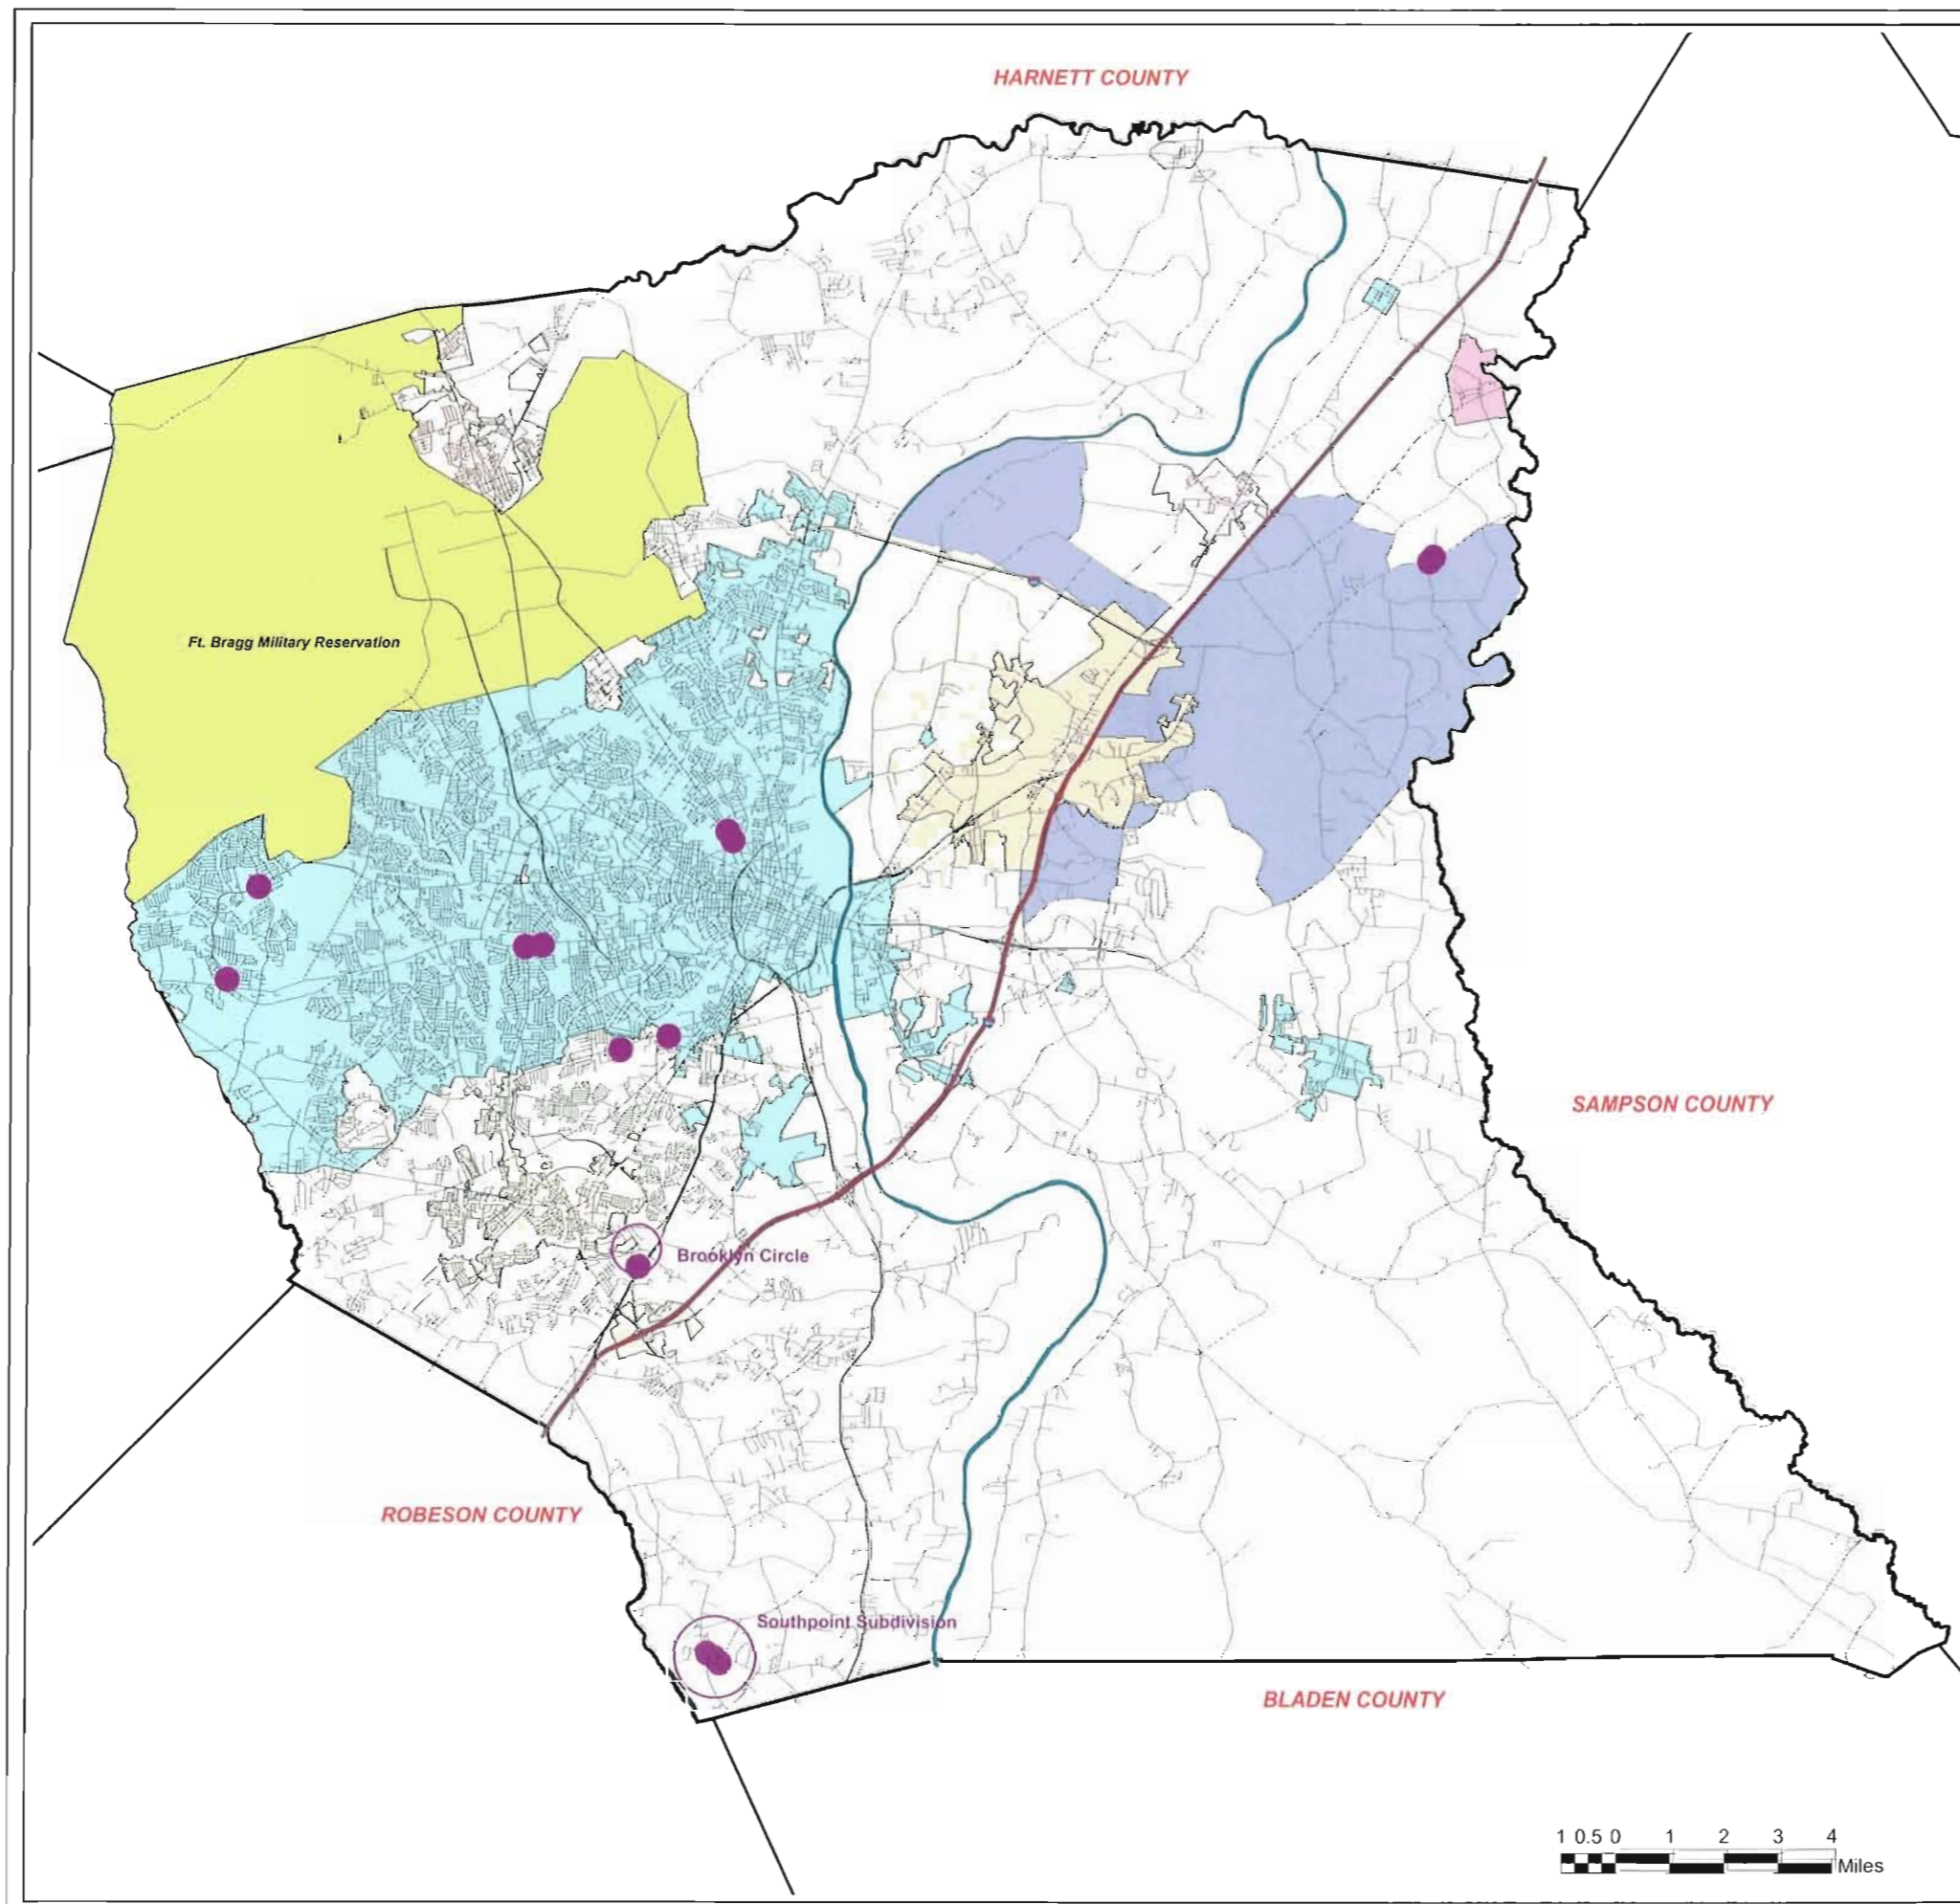 HARNETT COUNTY
Ft. Bragg Military Reservation
SAMPSON COUNTY
Brooklyn Circle
ROBESON COUNTY
Southpoint Subdivision
BLADEN COUNTY
1 0.5 0 1 2 3 4
Miles